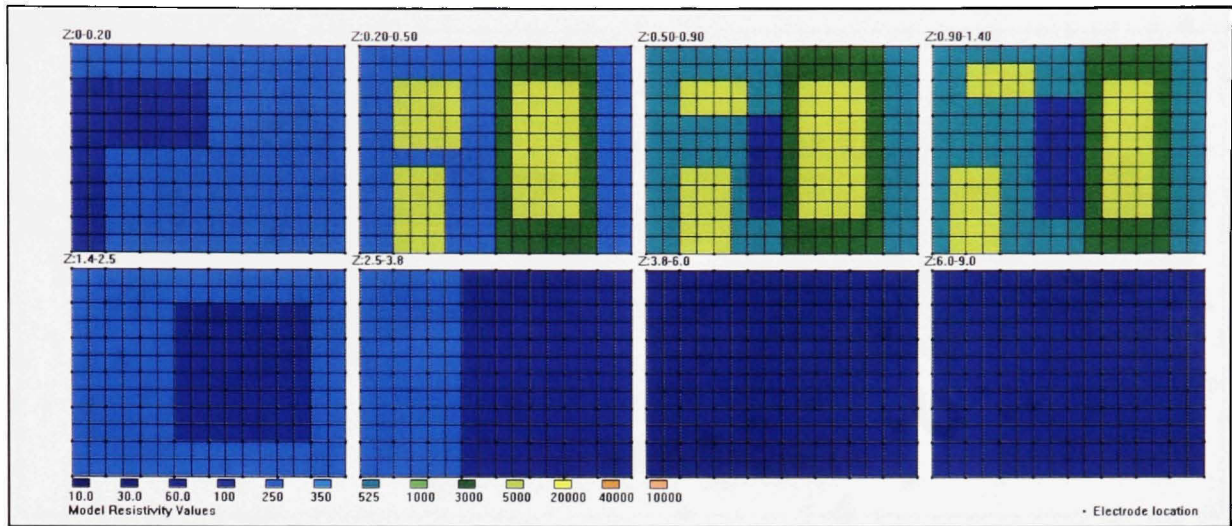 Z:0-0.20
Z:0.20-0.50
Z:0.50-0.90
Z:0.90-1.40
Z:1.4-2.5
Z:2.5-3.8
Z:3.8-6.0
Z:6.0-9.0
10.0 30.0 60.0 100 250 350 525 1000 3000 5000 20000 40000 10000
Model Resistivity Values
• Electrode location